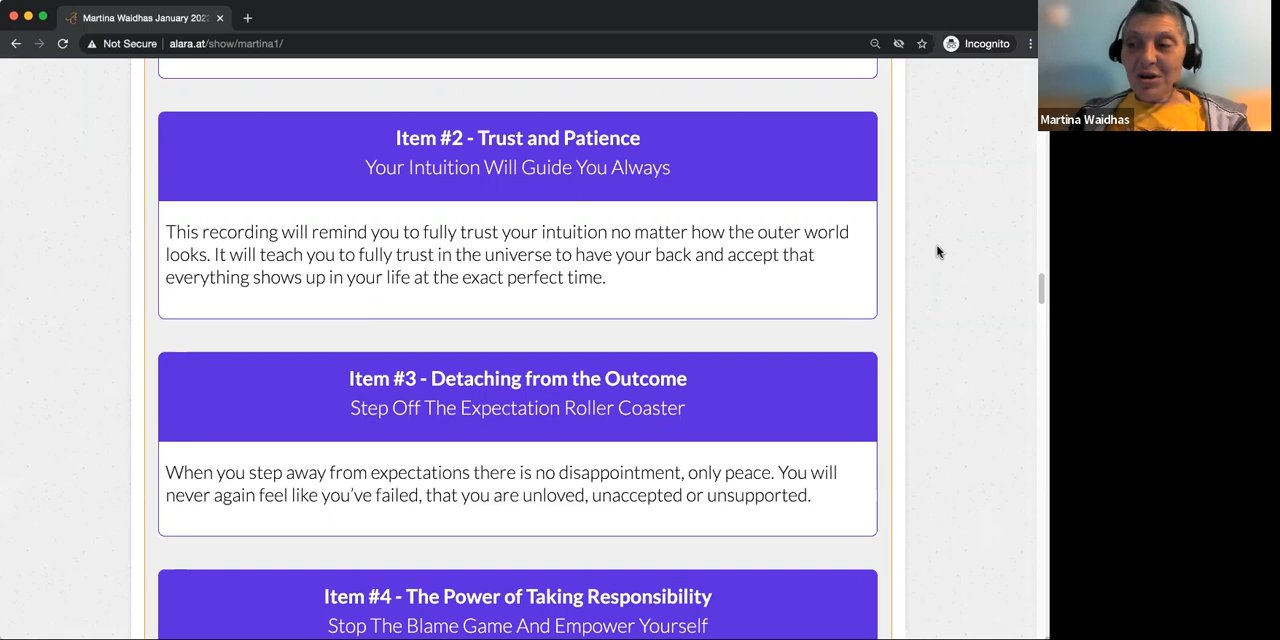 Martina Waidhas January 202
Not Secure
alara.at/show/martina1/
Incognito
Martina Waidhas
Item #2 - Trust and Patience
Your Intuition Will Guide You Always
This recording will remind you to fully trust your intuition no matter how the outer world
looks. It will teach you to fully trust in the universe to have your back and accept that
everything shows up in your life at the exact perfect time.
Item #3 - Detaching from the Outcome
Step Off The Expectation Roller Coaster
When you step away from expectations there is no disappointment, only peace. You will
never again feel like you’ve failed, that you are unloved, unaccepted or unsupported.
Item #4 - The Power of Taking Responsibility
Stop The Blame Game And Empower Yourself